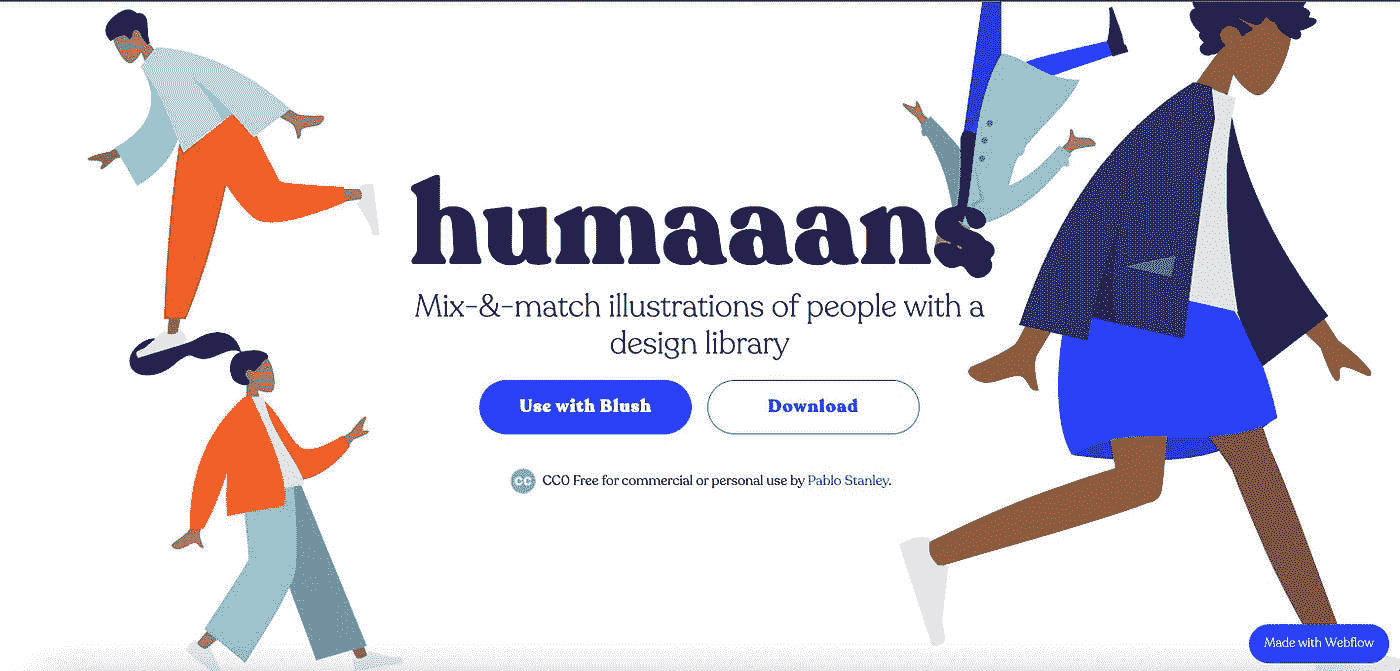 humaaans
Mix-&-match illustrations of people with a
design library
Use with Blush
Download
cc CC0 Free for commercial or personal use by Pablo Stanley.
Made with Webflow